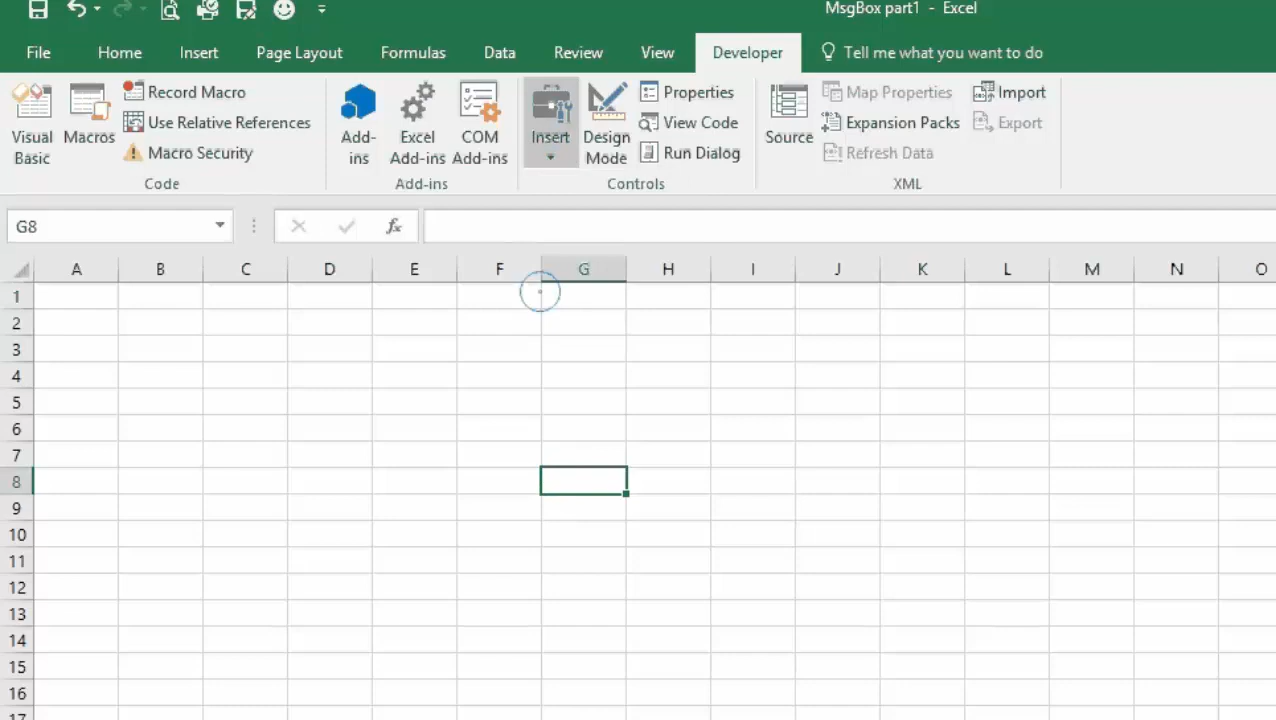 MsgBox part1 - Excel
File Home Insert Page Layout Formulas Data Review View Developer Tell me what you want to do
Visual Basic
Macros
Record Macro
Use Relative References
Macro Security
Code
Add-ins
Excel Add-ins
COM Add-ins
Add-ins
Insert
Design Mode
Properties
View Code
Run Dialog
Controls
Source
Map Properties
Expansion Packs
Refresh Data
Import
Export
XML
G8
fx
A B C D E F G H I J K L M N O
1
2
3
4
5
6
7
8
9
10
11
12
13
14
15
16
17